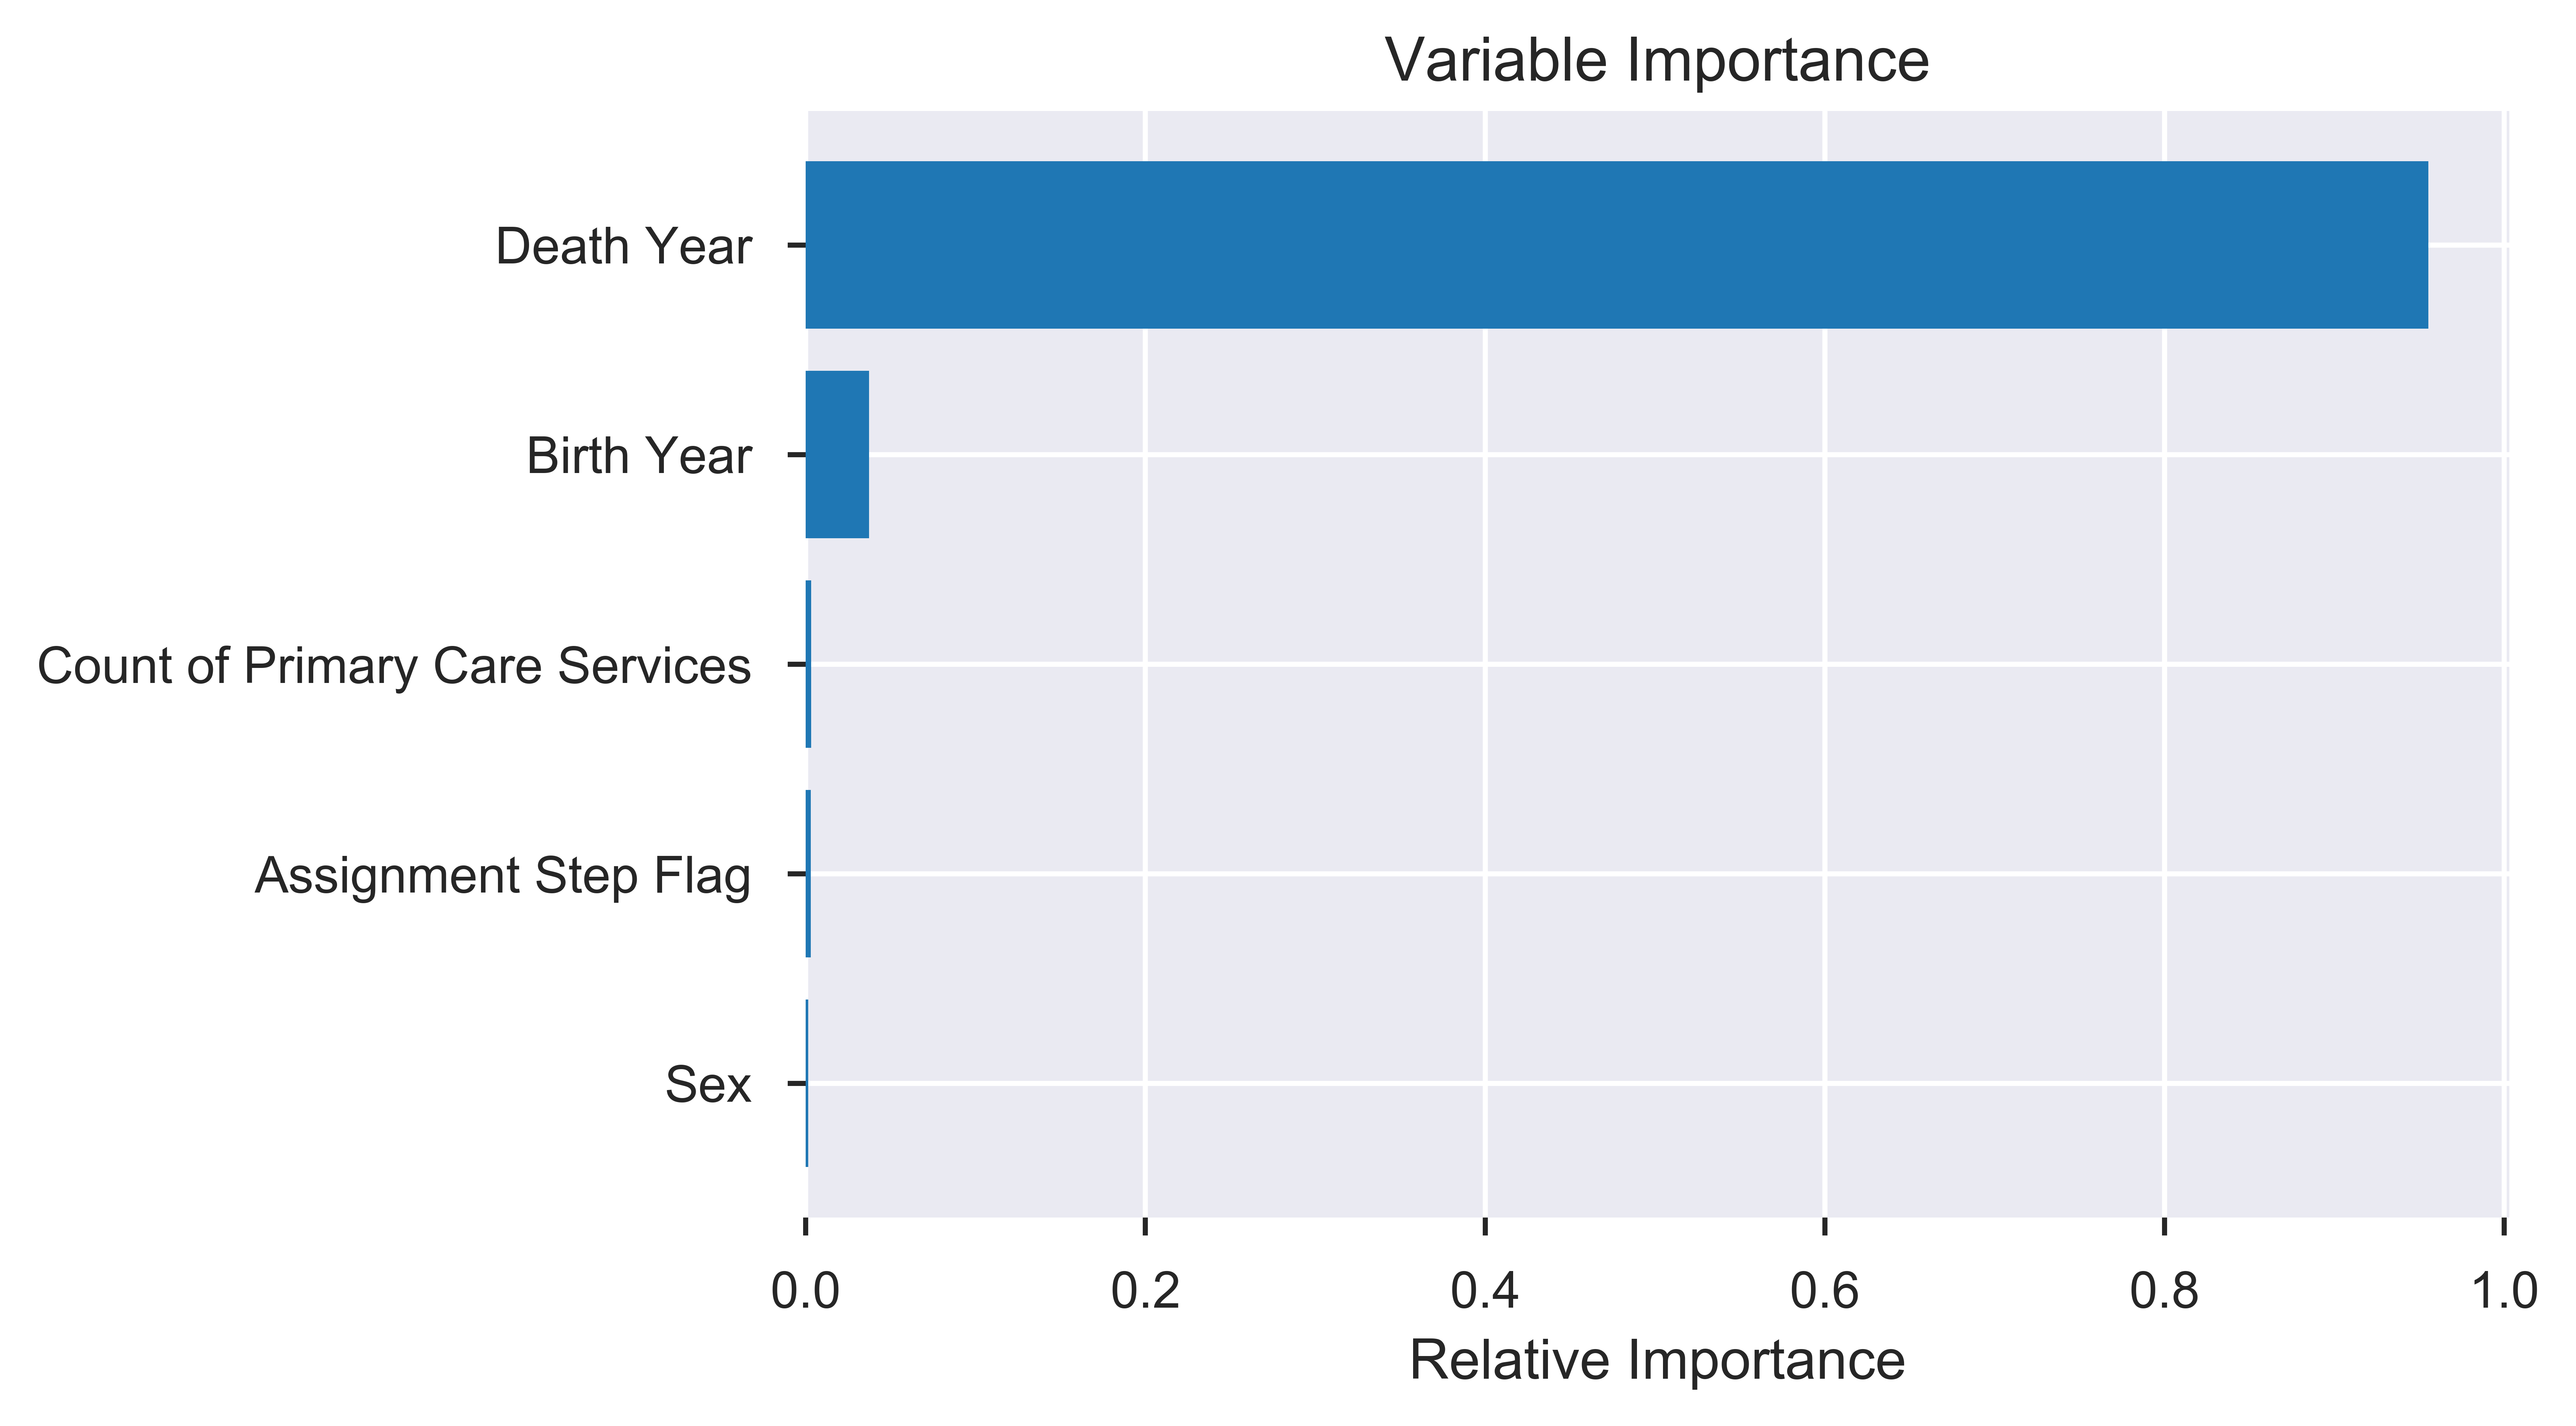 Variable Importance
Death Year
Birth Year
Count of Primary Care Services
Assignment Step Flag
Sex
0.0 0.2 0.4 0.6 0.8 1.0
Relative Importance